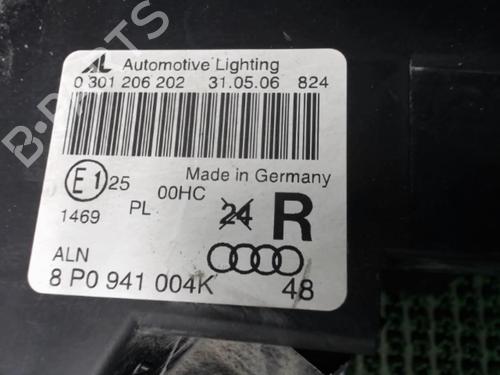 B-PARTS
AL Automotive Lighting
0 301 206 202 31.05.06 824
Made in Germany
E1 25 00HC
1469 PL 24 R
ALN
8 P0 941 004K 48